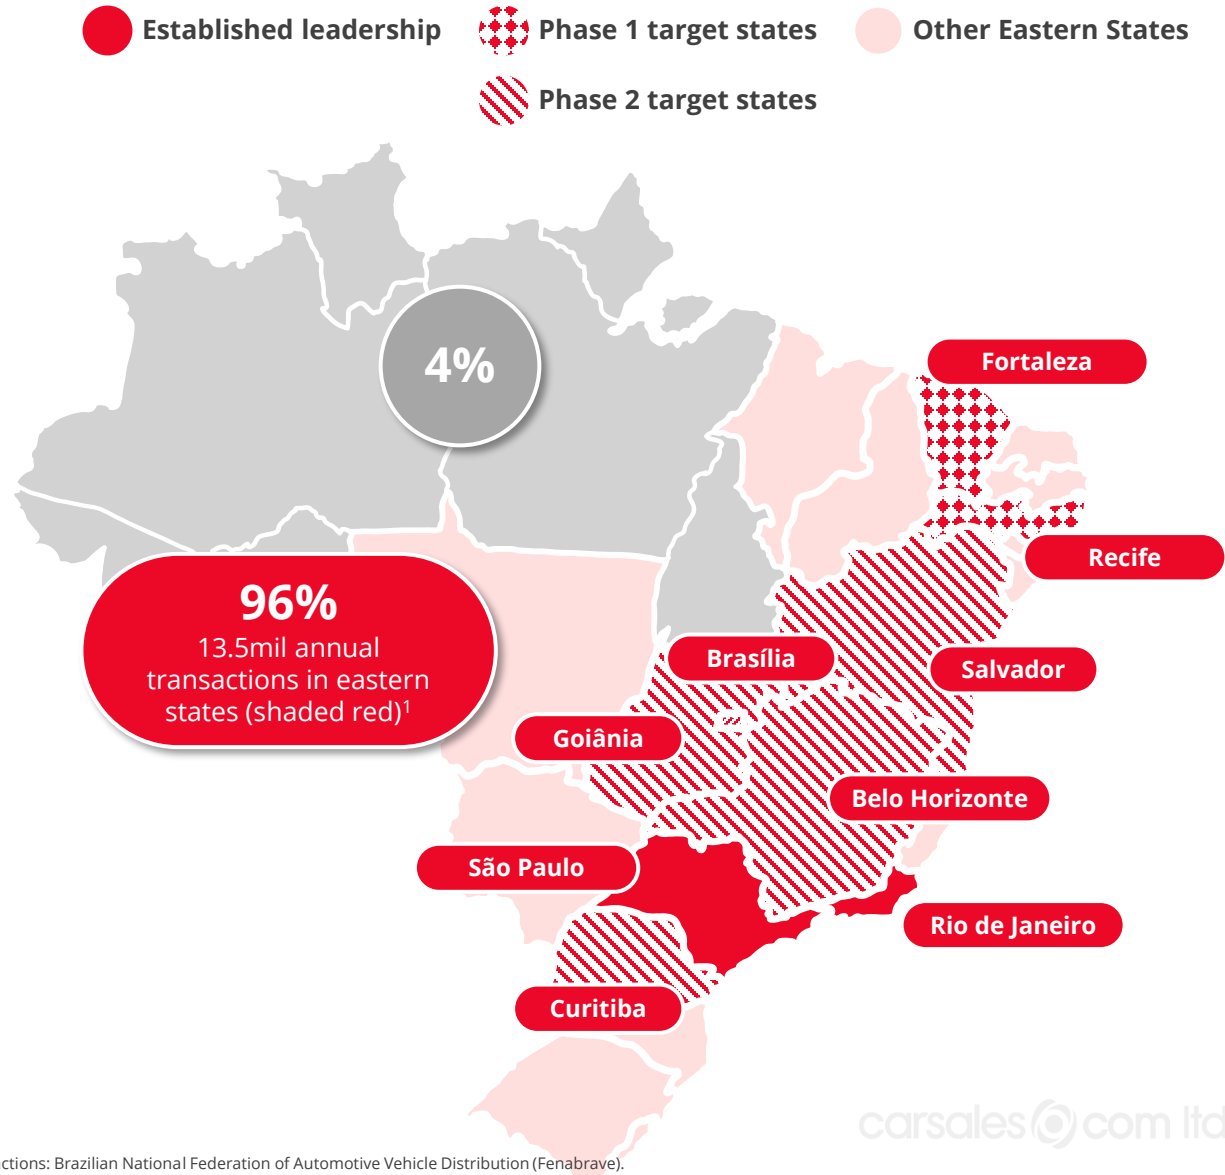 Established leadership
Phase 1 target states
Other Eastern States
Phase 2 target states
4%
Fortaleza
Recife
96%
13.5mil annual
transactions in eastern
states (shaded red)1
Brasília
Salvador
Goiânia
Belo Horizonte
São Paulo
Rio de Janeiro
Curitiba
carsales com ltd
Brazilian National Federation of Automotive Vehicle Distribution (Fenabrave).